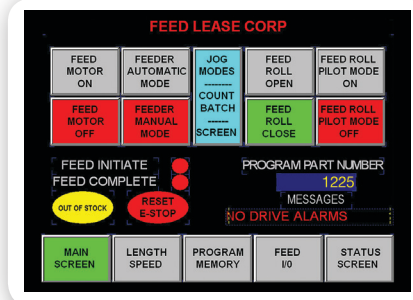 FEED LEASE CORP
FEED
MOTOR
ON
FEEDER
AUTOMATIC
MODE
JOG
MODES
-------
COUNT
BATCH
------
SCREEN
FEED
ROLL
OPEN
FEED ROLL
PILOT MODE
ON
FEED
MOTOR
OFF
FEEDER
MANUAL
MODE
FEED
ROLL
CLOSE
FEED ROLL
PILOT MODE
OFF
FEED INITIATE
FEED COMPLETE
PROGRAM PART NUMBER
1225
MESSAGES
NO DRIVE ALARMS
OUT OF STOCK
RESET
E-STOP
MAIN
SCREEN
LENGTH
SPEED
PROGRAM
MEMORY
FEED
I/0
STATUS
SCREEN